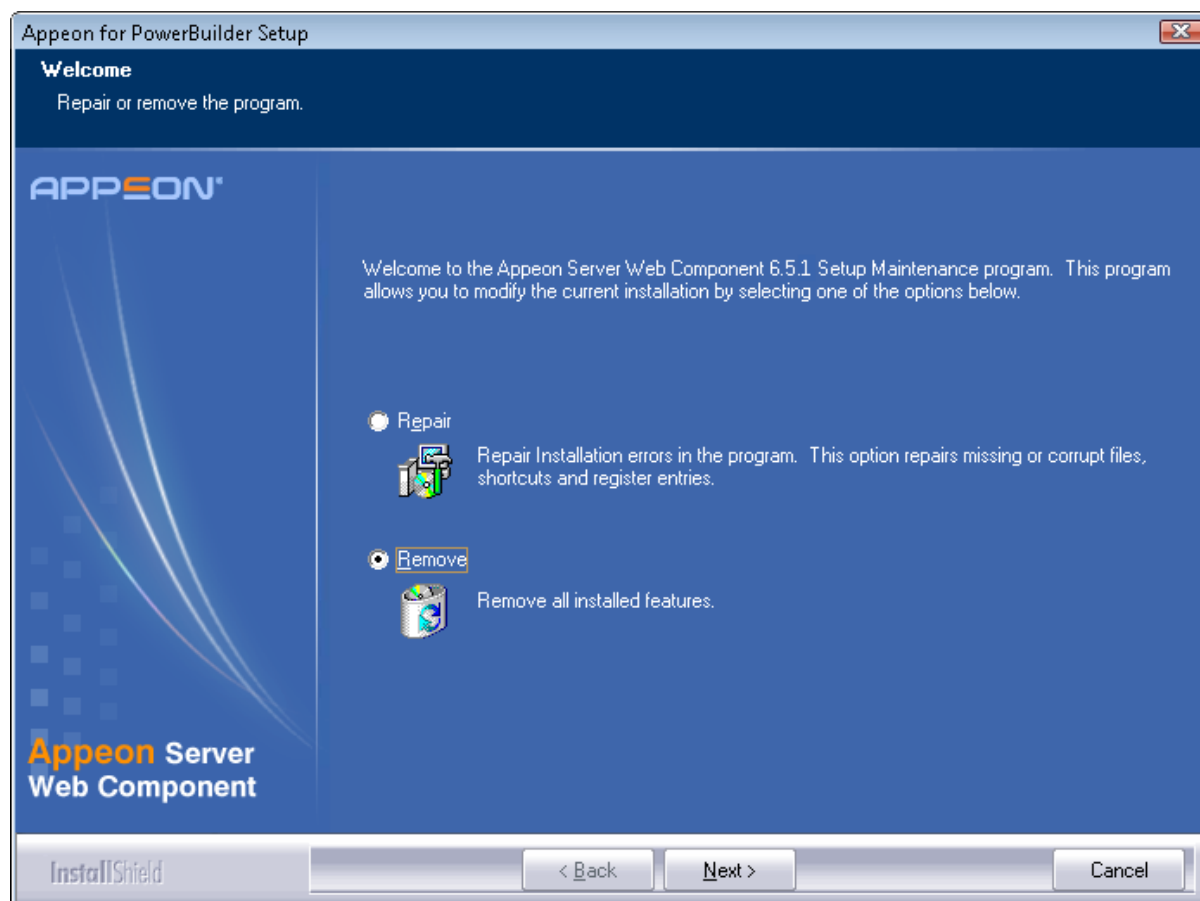 Appeon for PowerBuilder Setup
Welcome
Repair or remove the program.
APPEON®
Welcome to the Appeon Server Web Component 6.5.1 Setup Maintenance program. This program
allows you to modify the current installation by selecting one of the options below.
Repair
Repair Installation errors in the program. This option repairs missing or corrupt files,
shortcuts and register entries.
Remove
Remove all installed features.
Appeon Server
Web Component
InstallShield
< Back
Next >
Cancel